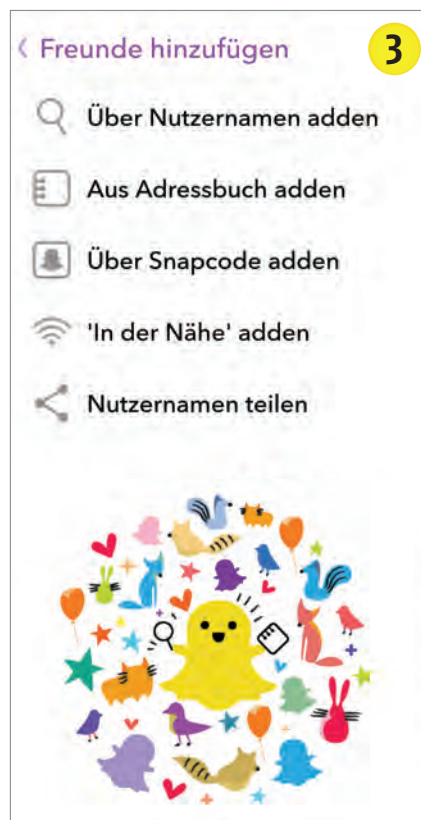 Freunde hinzufügen
3
Über Nutzernamen adden
Aus Adressbuch adden
Über Snapcode adden
'In der Nähe' adden
Nutzernamen teilen